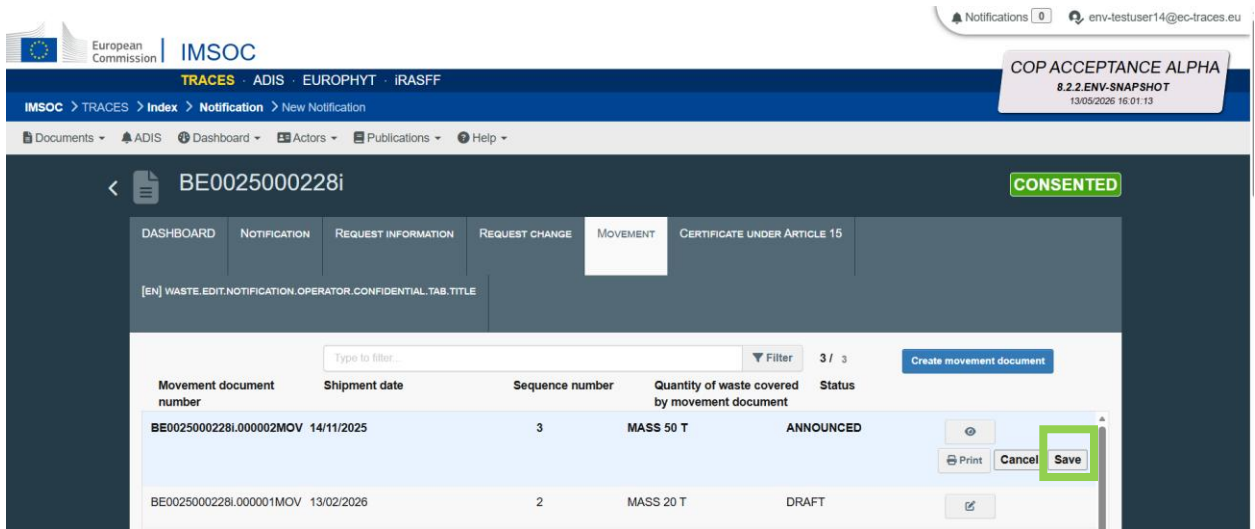 Notifications 0 env-testuser14@ec-traces.eu
European
Commission
IMSOC
COP ACCEPTANCE ALPHA
8.2.2.ENV-SNAPSHOT
13/05/2026 16:01:13
TRACES · ADIS · EUROPHYT · iRASFF
IMSOC > TRACES > Index > Notification > New Notification
Documents ADIS Dashboard Actors Publications Help
BE0025000228i CONSENTED
DASHBOARD NOTIFICATION REQUEST INFORMATION REQUEST CHANGE MOVEMENT CERTIFICATE UNDER ARTICLE 15
[EN] WASTE.EDIT.NOTIFICATION.OPERATOR.CONFIDENTIAL.TAB.TITLE
Type to filter... Filter 3 / 3 Create movement document
Movement document Shipment date Sequence number Quantity of waste covered Status
number by movement document
BE0025000228i.000002MOV 14/11/2025 3 MASS 50 T ANNOUNCED
Print Cancel Save
BE0025000228i.000001MOV 13/02/2026 2 MASS 20 T DRAFT